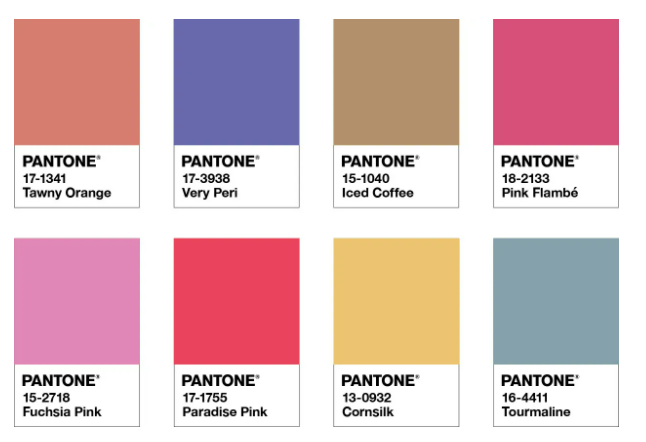 PANTONE®
17-1341
Tawny Orange
PANTONE®
17-3938
Very Peri
PANTONE®
15-1040
Iced Coffee
PANTONE®
18-2133
Pink Flambé
PANTONE®
15-2718
Fuchsia Pink
PANTONE®
17-1755
Paradise Pink
PANTONE®
13-0932
Cornsilk
PANTONE®
16-4411
Tourmaline